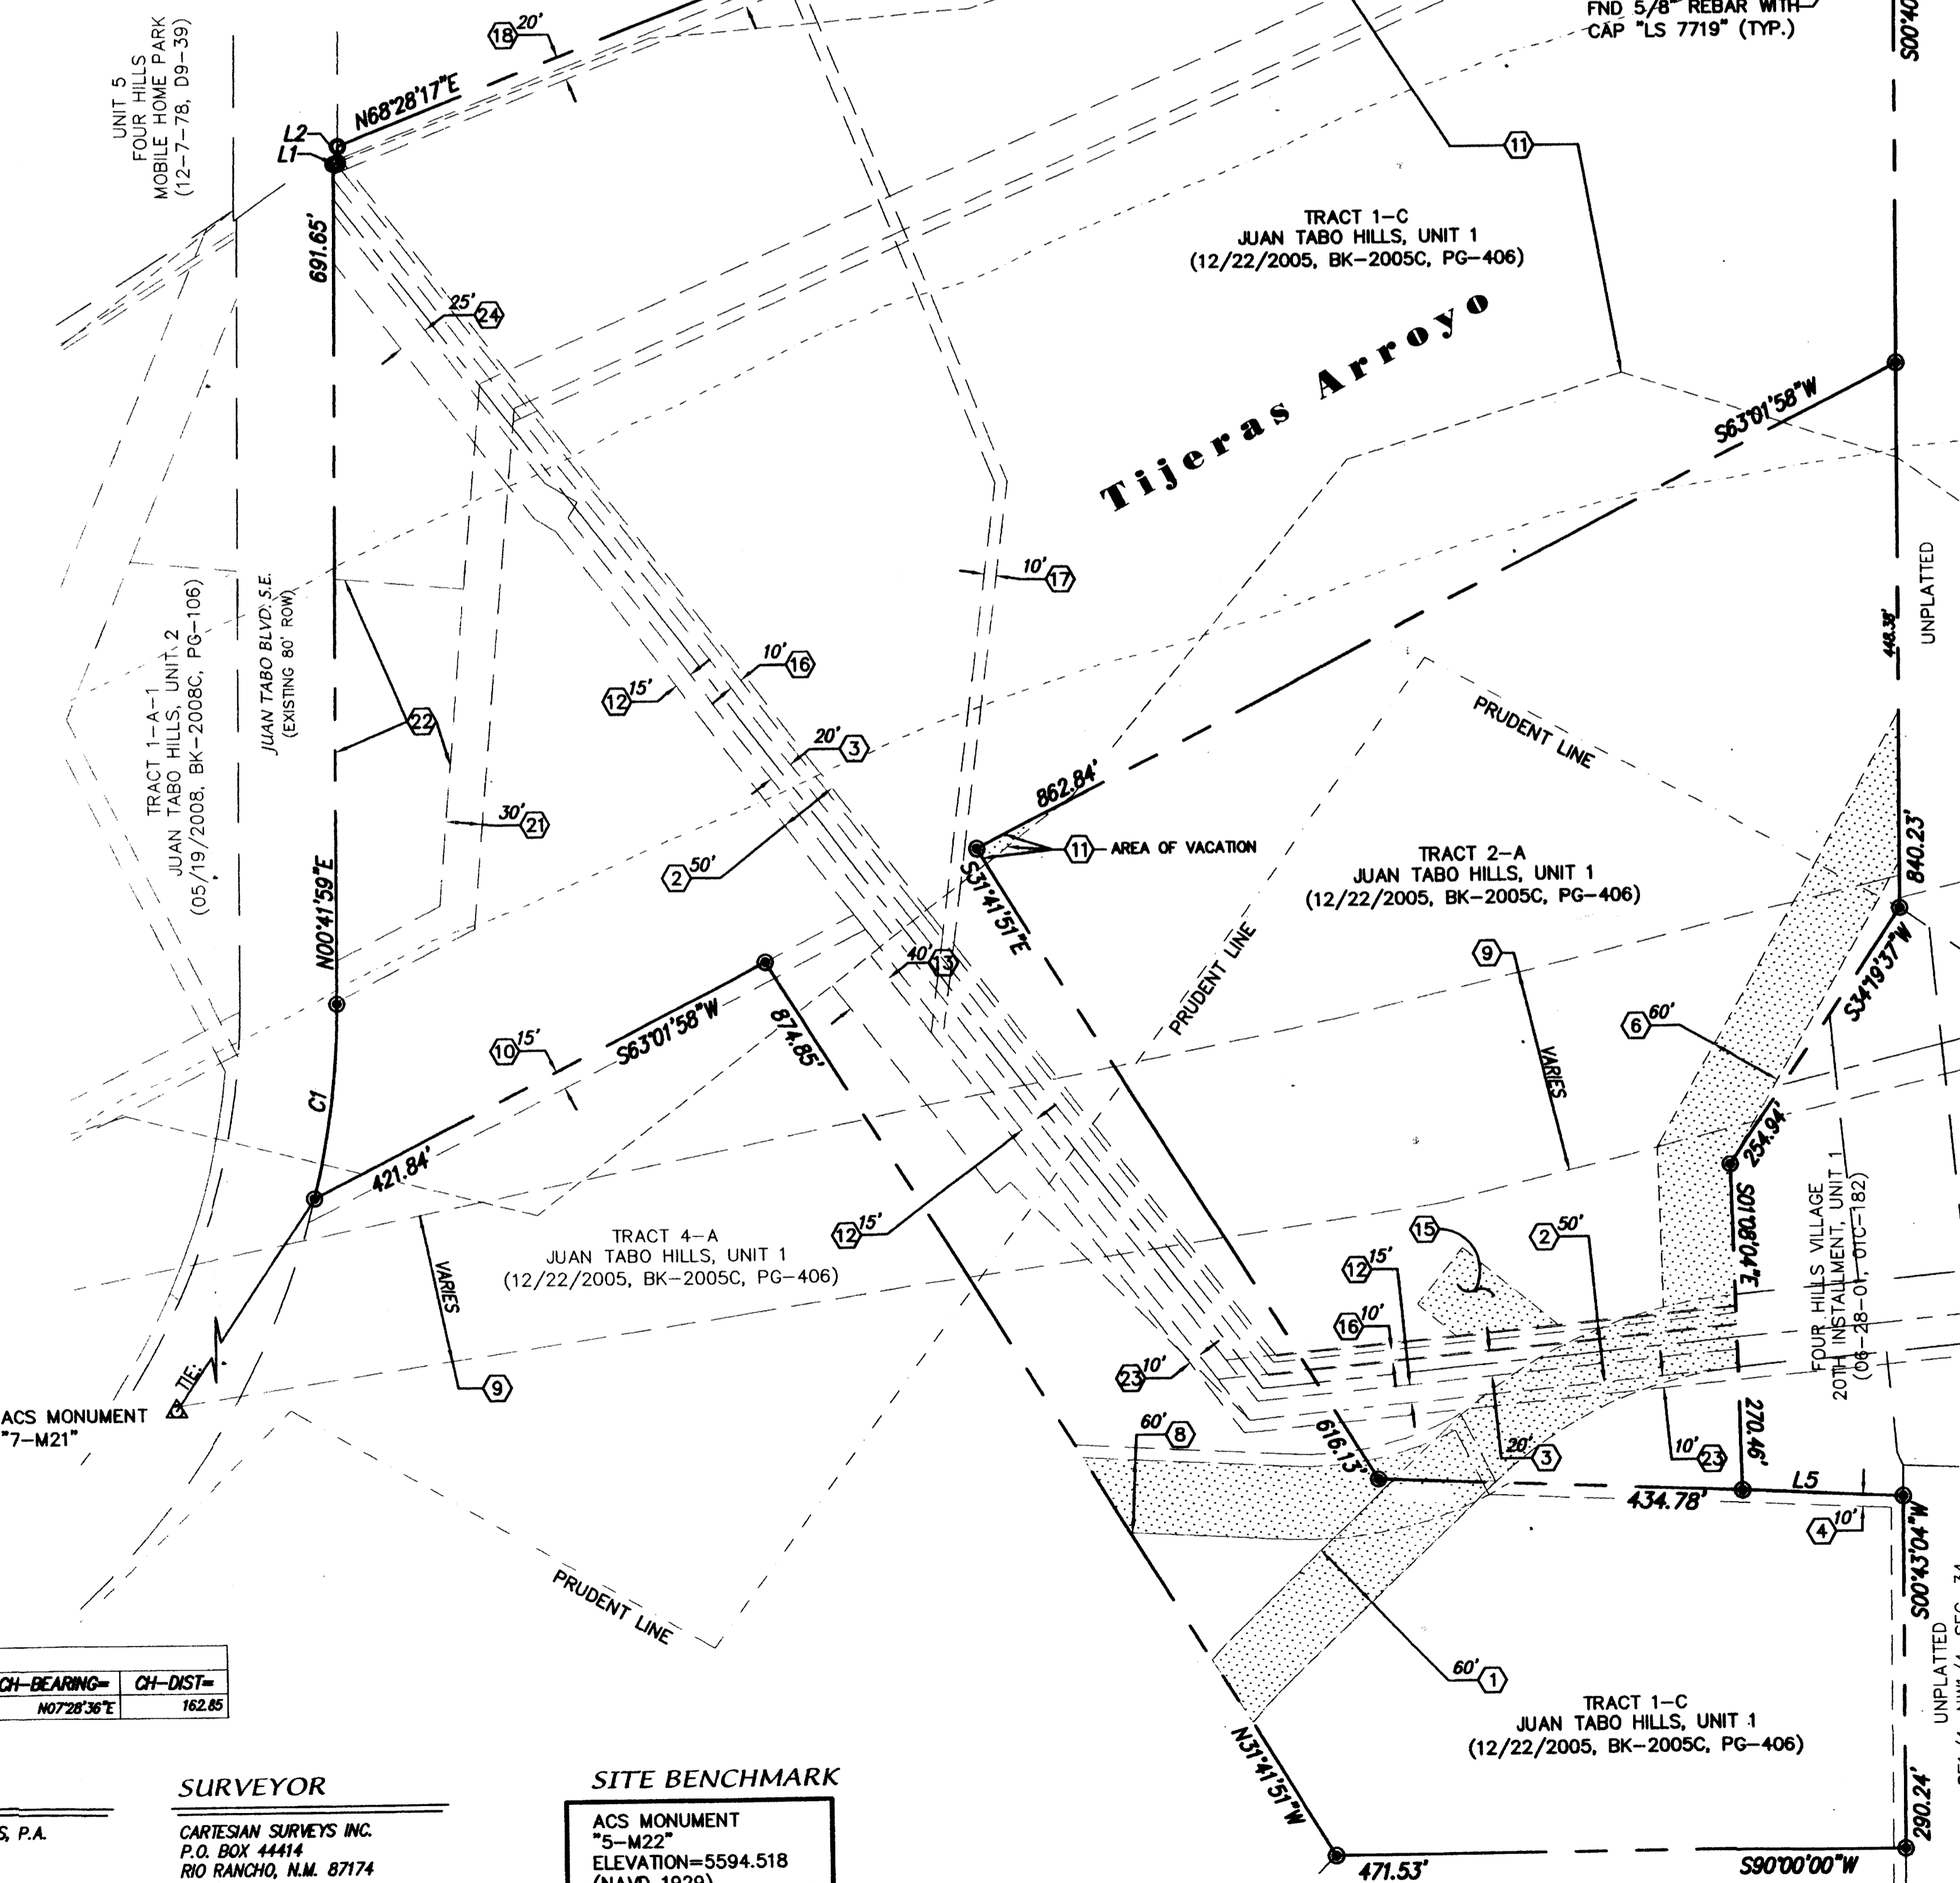 FND 5/8" REBAR WITH
CAP "LS 7719" (TYP.)
S00°40
UNIT 5
FOUR HILLS
MOBILE HOME PARK
(12-7-78, D9-39)
18 20'
N68°28'17"E
L2
L1
691.65'
11
TRACT 1-C
JUAN TABO HILLS, UNIT 1
(12/22/2005, BK-2005C, PG-406)
25' 24
Tijeras Arroyo
S63°01'58"W
TRACT 1-A-1
JUAN TABO HILLS, UNIT 2
(05/19/2008, BK-2008C, PG-106)
JUAN TABO BLVD. S.E.
(EXISTING 80' ROW)
10' 17
UNPLATTED
448.38'
10' 16
12 15'
22
20' 3
PRUDENT LINE
862.84'
30' 21
2 50'
11 AREA OF VACATION
TRACT 2-A
JUAN TABO HILLS, UNIT 1
(12/22/2005, BK-2005C, PG-406)
840.23'
N00°41'59"E
S31°41'51"E
40' 13
PRUDENT LINE
9
S34°19'37"W
6 60'
10 15'
S63°01'58"W
874.85'
VARIES
C1
254.94'
421.84'
S01°08'04"E
FOUR HILLS VILLAGE
20TH INSTALLMENT, UNIT 1
(06-28-01, 01C-182)
TRACT 4-A
JUAN TABO HILLS, UNIT 1
(12/22/2005, BK-2005C, PG-406)
12 15'
15
2 50'
12 15'
VARIES
16 10'
TIE:
9
23 10'
ACS MONUMENT
"7-M21"
60' 8
616.13'
20' 3
10' 23
270.46'
434.78'
L5
4 10'
S00°43'04"W
PRUDENT LINE
60' 1
UNPLATTED
CH-BEARING= CH-DIST=
N07°28'36"E 162.85
TRACT 1-C
JUAN TABO HILLS, UNIT 1
(12/22/2005, BK-2005C, PG-406)
N31°41'51"W
290.24'
471.53'
S90°00'00"W
S, P.A.
SURVEYOR
CARTESIAN SURVEYS INC.
P.O. BOX 44414
RIO RANCHO, N.M. 87174
SITE BENCHMARK
ACS MONUMENT
"5-M22"
ELEVATION=5594.518
(NAVD 1929)